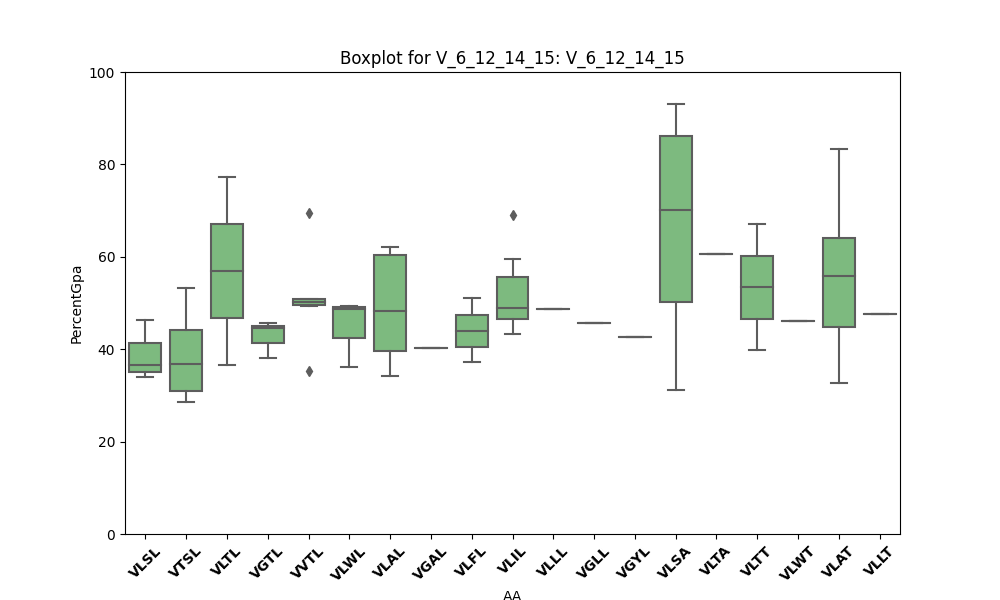 Boxplot for V_6_12_14_15: V_6_12_14_15
100
80
60
40
20
0
PercentGpa
VLSL VTSL VLTL VGTL VVTL VLWL VLAL VGAL VLFL VLIL VLLL VGLL VGYL VLSA VLTA VLTT VLWT VLAT VLLT
AA